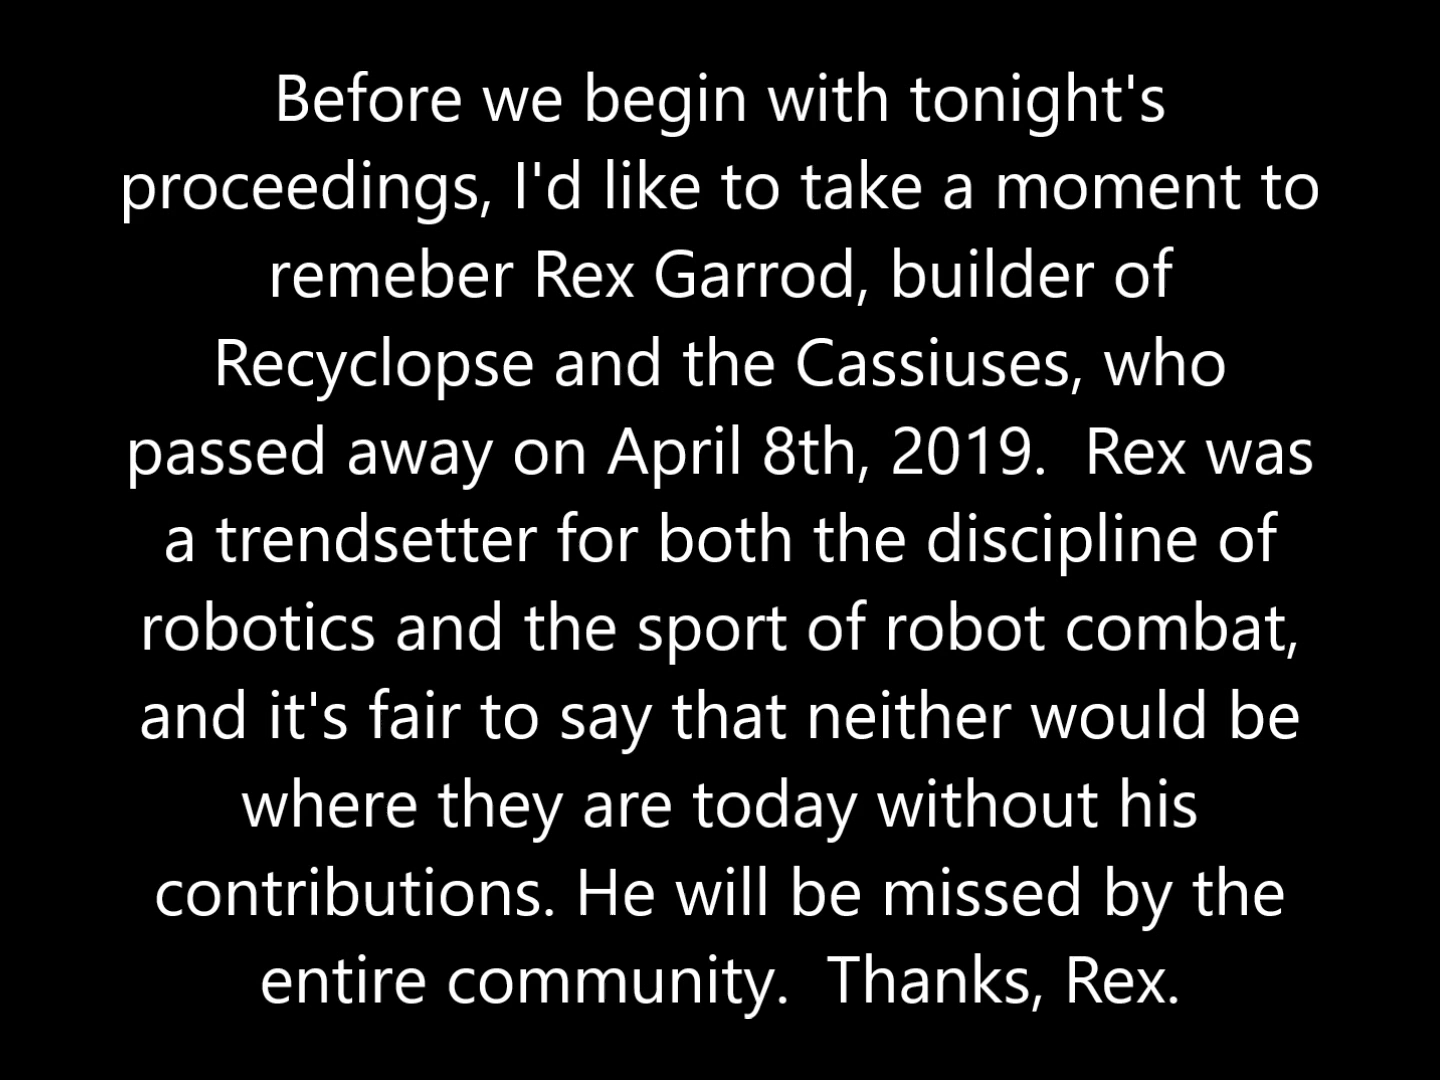 Before we begin with tonight's
proceedings, I'd like to take a moment to
remeber Rex Garrod, builder of
Recyclopse and the Cassiuses, who
passed away on April 8th, 2019.  Rex was
a trendsetter for both the discipline of
robotics and the sport of robot combat,
and it's fair to say that neither would be
where they are today without his
contributions. He will be missed by the
entire community.  Thanks, Rex.